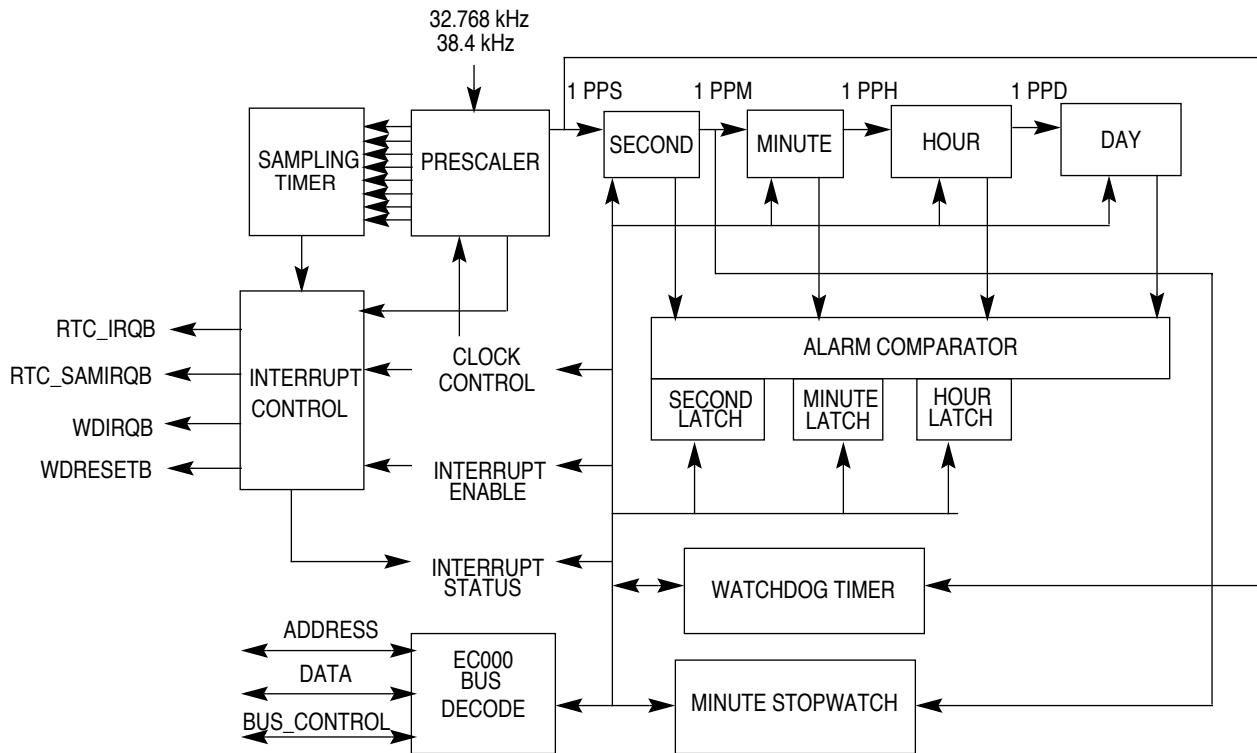 32.768 kHz
38.4 kHz
1 PPS
1 PPM
1 PPH
1 PPD
SAMPLING
TIMER
PRESCALER
SECOND
MINUTE
HOUR
DAY
RTC_IRQB
RTC_SAMIRQB
WDIRQB
WDRESETB
INTERRUPT
CONTROL
CLOCK
CONTROL
ALARM COMPARATOR
SECOND
LATCH
MINUTE
LATCH
HOUR
LATCH
INTERRUPT
ENABLE
INTERRUPT
STATUS
WATCHDOG TIMER
ADDRESS
DATA
BUS_CONTROL
EC000
BUS
DECODE
MINUTE STOPWATCH